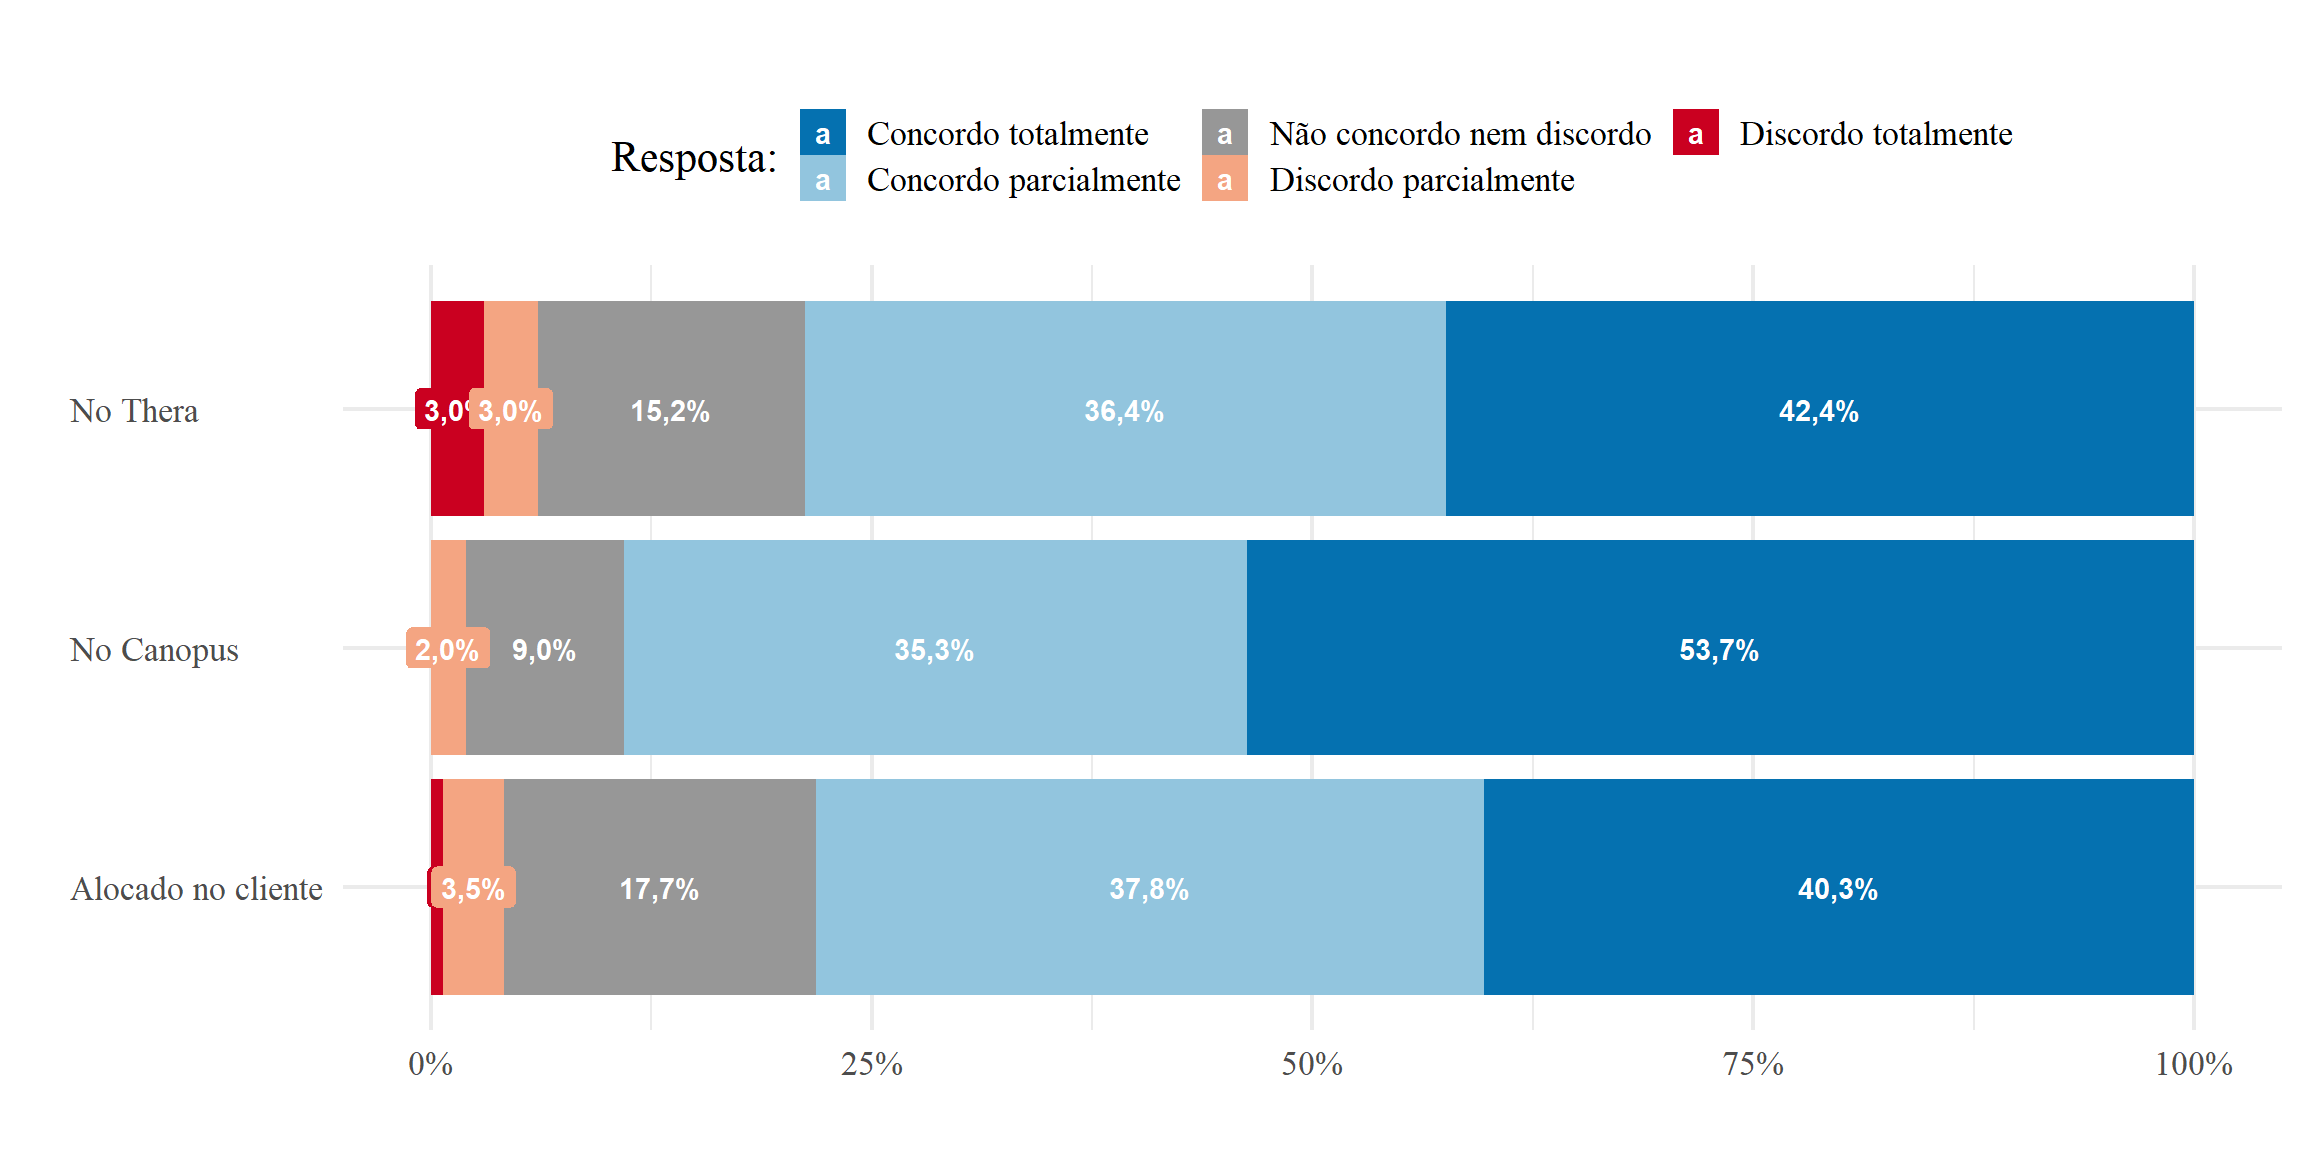 Resposta:
a Concordo totalmente
a Não concordo nem discordo
a Discordo totalmente
a Concordo parcialmente
a Discordo parcialmente
No Thera
3,0
3,0%
15,2%
36,4%
42,4%
No Canopus
2,0%
9,0%
35,3%
53,7%
Alocado no cliente
3,5%
17,7%
37,8%
40,3%
0%
25%
50%
75%
100%